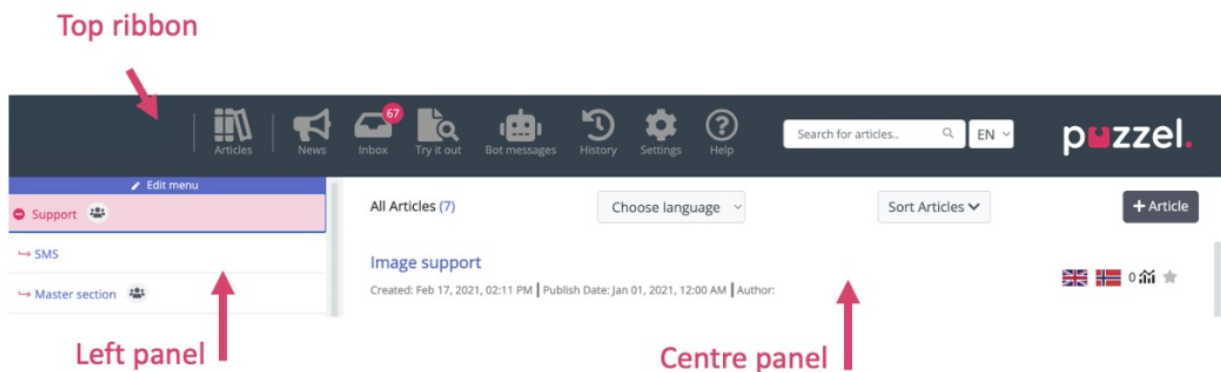 Top ribbon
67
Articles News Inbox Try it out Bot messages History Settings Help Search for articles.. EN puzzel.
Edit menu
Support
SMS
Master section
All Articles (7) Choose language Sort Articles + Article
Image support
Created: Feb 17, 2021, 02:11 PM | Publish Date: Jan 01, 2021, 12:00 AM | Author:
0
Left panel
Centre panel